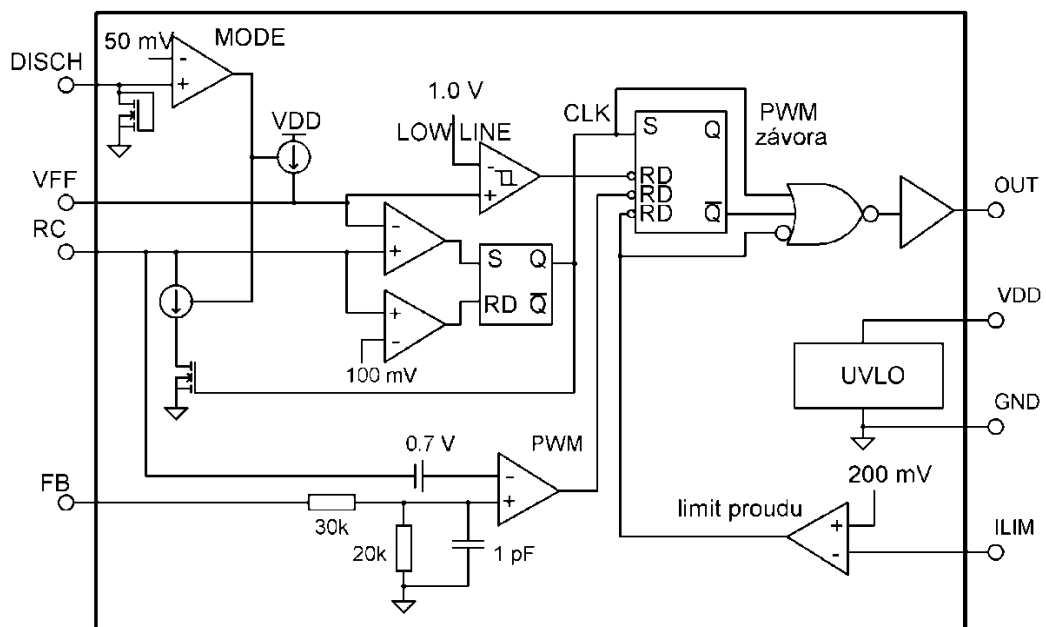 50 mV
MODE
DISCH
VDD
1.0 V
LOW LINE
CLK
PWM
závora
S Q
RD
RD
RD Q
OUT
VFF
RC
- +
S Q
RD Q
100 mV
VDD
UVLO
GND
0.7 V
PWM
FB
30k
20k
1 pF
limit proudu
200 mV
ILIM